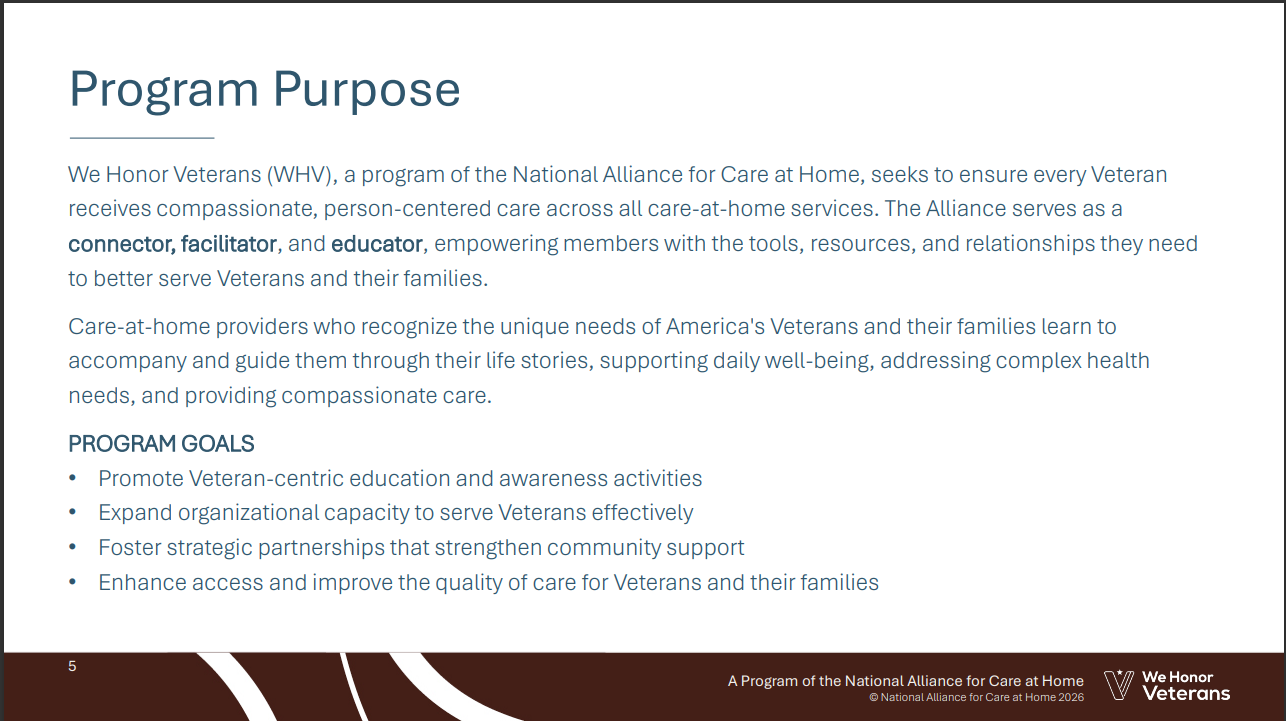 Program Purpose
We Honor Veterans (WHV), a program of the National Alliance for Care at Home, seeks to ensure every Veteran
receives compassionate, person-centered care across all care-at-home services. The Alliance serves as a
connector, facilitator, and educator, empowering members with the tools, resources, and relationships they need
to better serve Veterans and their families.
Care-at-home providers who recognize the unique needs of America's Veterans and their families learn to
accompany and guide them through their life stories, supporting daily well-being, addressing complex health
needs, and providing compassionate care.
PROGRAM GOALS
• Promote Veteran-centric education and awareness activities
• Expand organizational capacity to serve Veterans effectively
• Foster strategic partnerships that strengthen community support
• Enhance access and improve the quality of care for Veterans and their families
5
A Program of the National Alliance for Care at Home
© National Alliance for Care at Home 2026
We Honor
Veterans